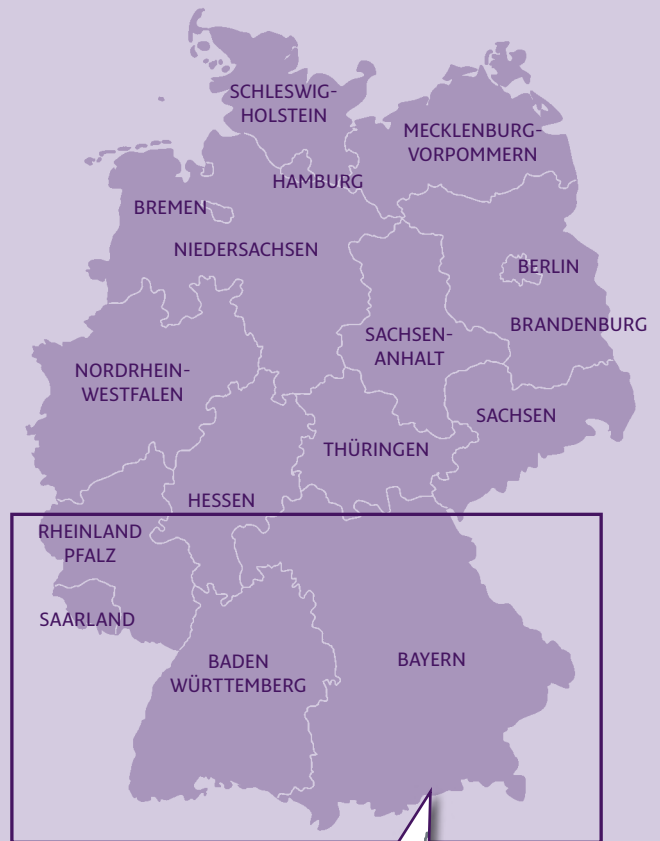 SCHLESWIG-
HOLSTEIN
MECKLENBURG-
VORPOMMERN
HAMBURG
BREMEN
NIEDERSACHSEN
BERLIN
BRANDENBURG
SACHSEN-
ANHALT
NORDRHEIN-
WESTFALEN
SACHSEN
THÜRINGEN
HESSEN
RHEINLAND
PFALZ
SAARLAND
BADEN
WÜRTTEMBERG
BAYERN